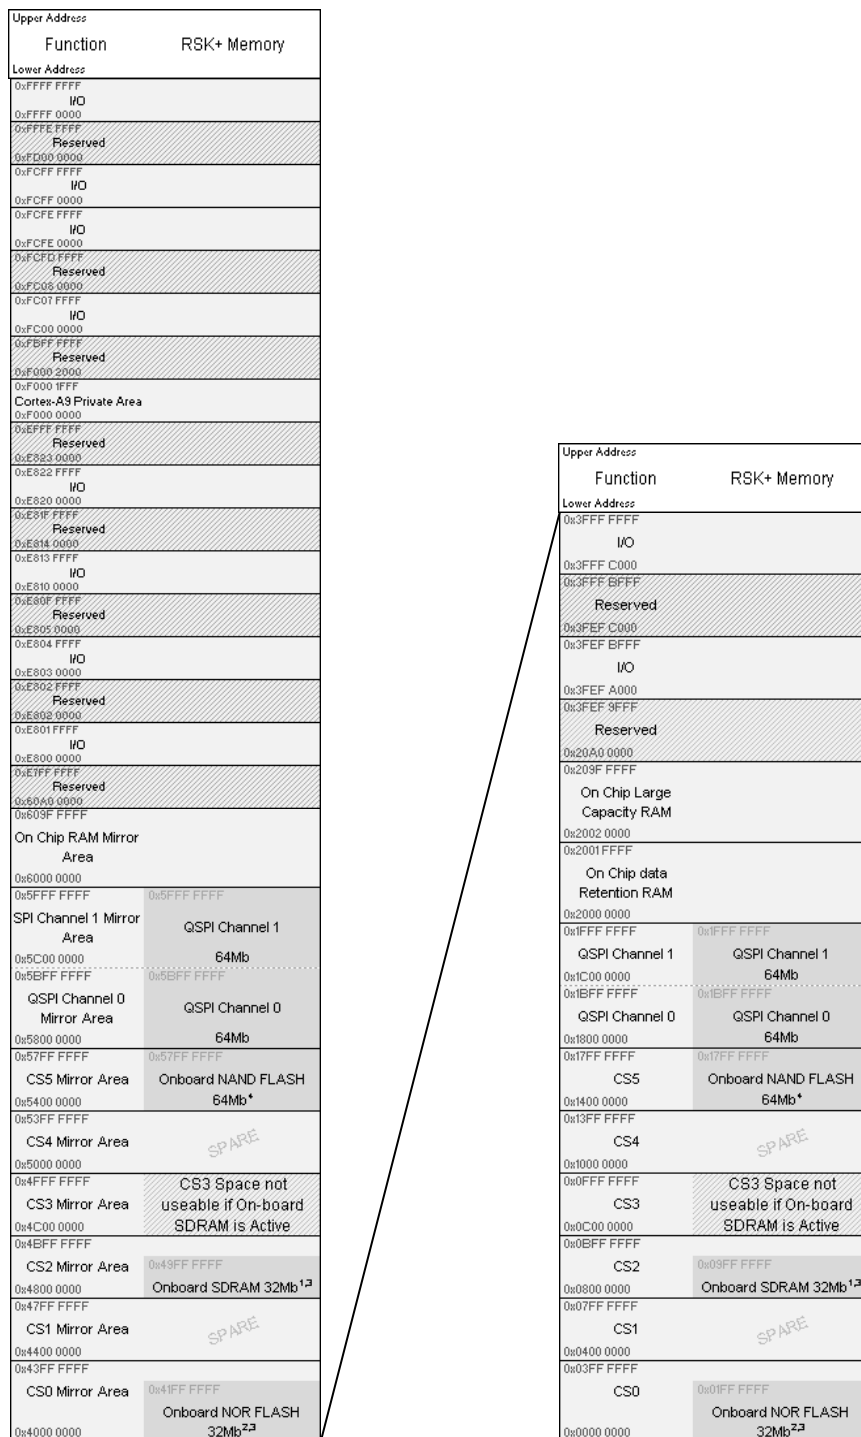 Upper Address
Function RSK+ Memory
Lower Address
0xFFFF FFFF
I/O
0xFFFF 0000
0xFFFE FFFF
Reserved
0xFD00 0000
0xFCFF FFFF
I/O
0xFCFF 0000
0xFCFE FFFF
I/O
0xFCFE 0000
0xFCFD FFFF
Reserved
0xFC08 0000
0xFC07 FFFF
I/O
0xFC00 0000
0xFBFF FFFF
Reserved
0xF000 2000
0xF000 1FFF
Cortex-A9 Private Area
0xF000 0000
0xEFFF FFFF
Reserved
0xE823 0000
0xE822 FFFF
I/O
0xE820 0000
0xE81F FFFF
Reserved
0xE814 0000
0xE813 FFFF
I/O
0xE810 0000
0xE80F FFFF
Reserved
0xE805 0000
0xE804 FFFF
I/O
0xE803 0000
0xE802 FFFF
Reserved
0xE802 0000
0xE801 FFFF
I/O
0xE800 0000
0xE7FF FFFF
Reserved
0x60A0 0000
0x609F FFFF
On Chip RAM Mirror
Area
0x6000 0000
0x5FFF FFFF 0x5FFF FFFF
SPI Channel 1 Mirror
Area
QSPI Channel 1
0x5C00 0000 64Mb
0x5BFF FFFF 0x5BFF FFFF
QSPI Channel 0
Mirror Area
QSPI Channel 0
0x5800 0000 64Mb
0x57FF FFFF 0x57FF FFFF
CS5 Mirror Area Onboard NAND FLASH
0x5400 0000 64Mb⁴
0x53FF FFFF
CS4 Mirror Area SPARE
0x5000 0000
0x4FFF FFFF CS3 Space not
CS3 Mirror Area useable if On-board
0x4C00 0000 SDRAM is Active
0x4BFF FFFF
CS2 Mirror Area 0x49FF FFFF
0x4800 0000 Onboard SDRAM 32Mb¹,³
0x47FF FFFF
CS1 Mirror Area SPARE
0x4400 0000
0x43FF FFFF
CS0 Mirror Area 0x41FF FFFF
Onboard NOR FLASH
0x4000 0000 32Mb²,³
Upper Address
Function RSK+ Memory
Lower Address
0x3FFF FFFF
I/O
0x3FFF C000
0x3FFF BFFF
Reserved
0x3FEF C000
0x3FEF BFFF
I/O
0x3FEF A000
0x3FEF 9FFF
Reserved
0x20A0 0000
0x209F FFFF
On Chip Large
Capacity RAM
0x2002 0000
0x2001 FFFF
On Chip data
Retention RAM
0x2000 0000
0x1FFF FFFF 0x1FFF FFFF
QSPI Channel 1 QSPI Channel 1
0x1C00 0000 64Mb
0x1BFF FFFF 0x1BFF FFFF
QSPI Channel 0 QSPI Channel 0
0x1800 0000 64Mb
0x17FF FFFF 0x17FF FFFF
CS5 Onboard NAND FLASH
0x1400 0000 64Mb⁴
0x13FF FFFF
CS4 SPARE
0x1000 0000
0x0FFF FFFF CS3 Space not
CS3 useable if On-board
0x0C00 0000 SDRAM is Active
0x0BFF FFFF
CS2 0x09FF FFFF
0x0800 0000 Onboard SDRAM 32Mb¹,³
0x07FF FFFF
CS1 SPARE
0x0400 0000
0x03FF FFFF
CS0 0x01FF FFFF
Onboard NOR FLASH
0x0000 0000 32Mb²,³